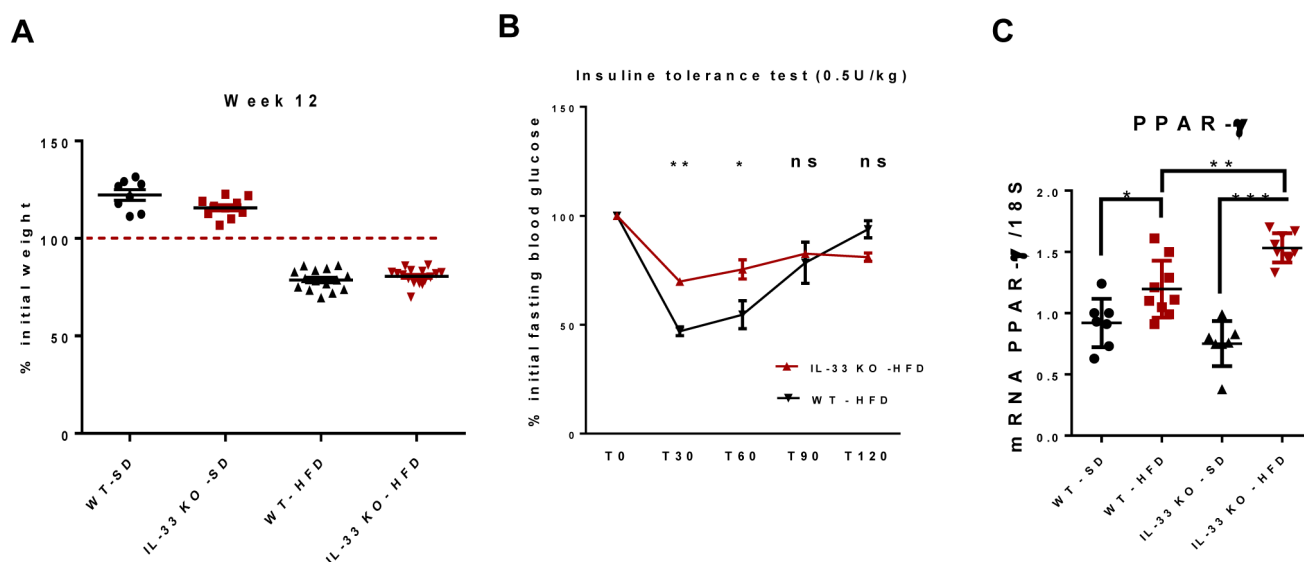 A
Week 12
% initial weight
150
100
50
0
WT-SD
IL-33 KO -SD
WT-HFD
IL-33 KO -HFD
B
Insuline tolerance test (0.5U/kg)
% initial fasting blood glucose
150
100
50
0
** * ns ns
IL-33 KO -HFD
WT - HFD
T0 T30 T60 T90 T120
C
PPAR-γ
mRNA PPAR-γ/18S
2.0
1.5
1.0
0.5
0.0
**
* ***
WT-SD
WT-HFD
IL-33 KO -SD
IL-33 KO -HFD